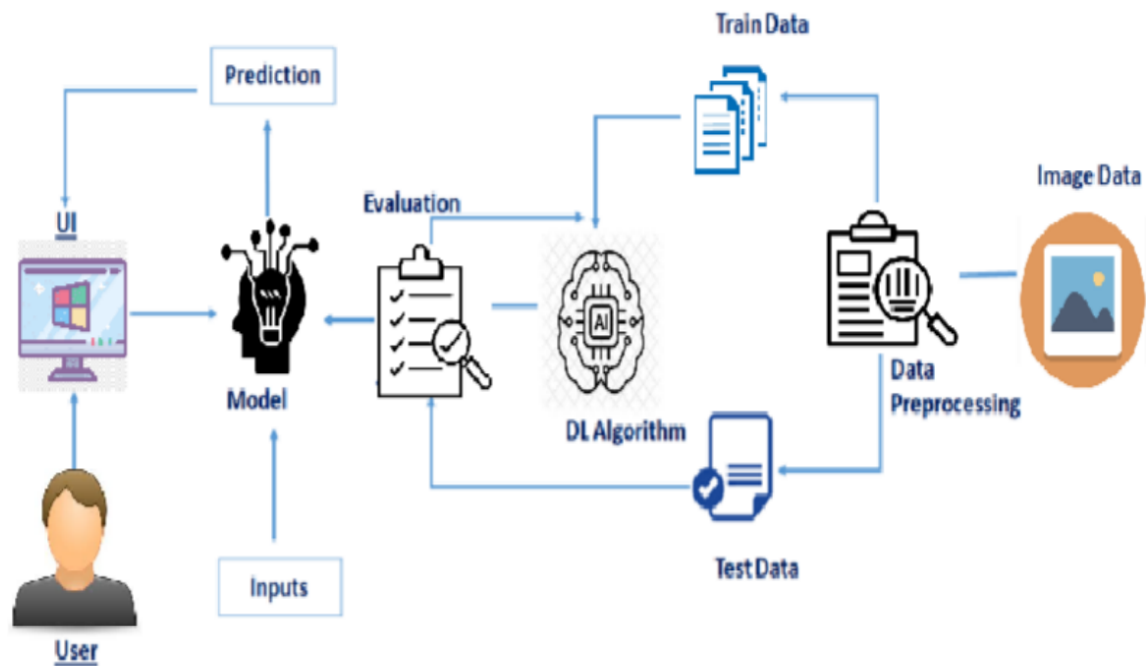 Train Data
Prediction
Image Data
Evaluation
UI
AI
Model
Data
Preprocessing
DL Algorithm
Test Data
Inputs
User